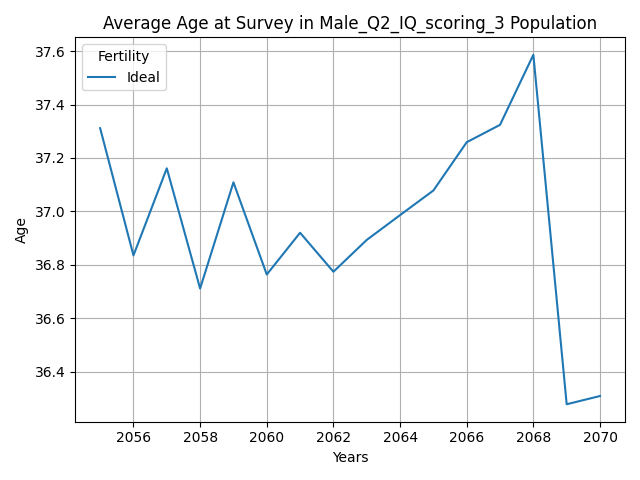 Average Age at Survey in Male_Q2_IQ_scoring_3 Population
Fertility
Ideal
37.6
37.4
37.2
37.0
36.8
36.6
36.4
Age
2056 2058 2060 2062 2064 2066 2068 2070
Years